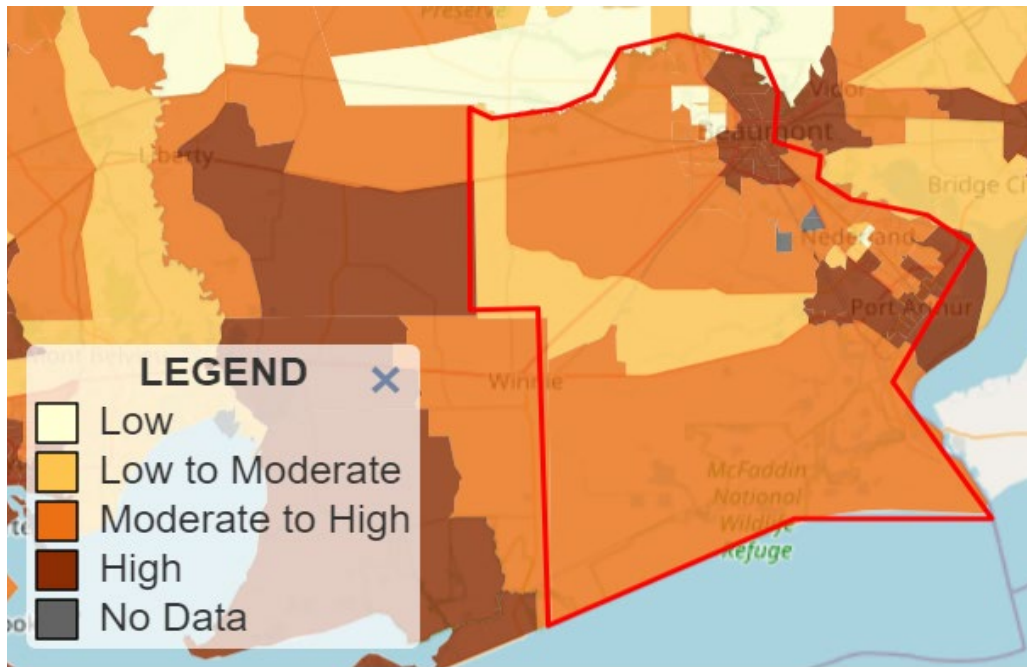 Preserve
Vidor
Beaumont
Liberty
Bridge Ci
Nederland
Port Arthur
Winnie
LEGEND
Low
Low to Moderate
Moderate to High
High
No Data
McFaddin
National
Wildlife
Refuge